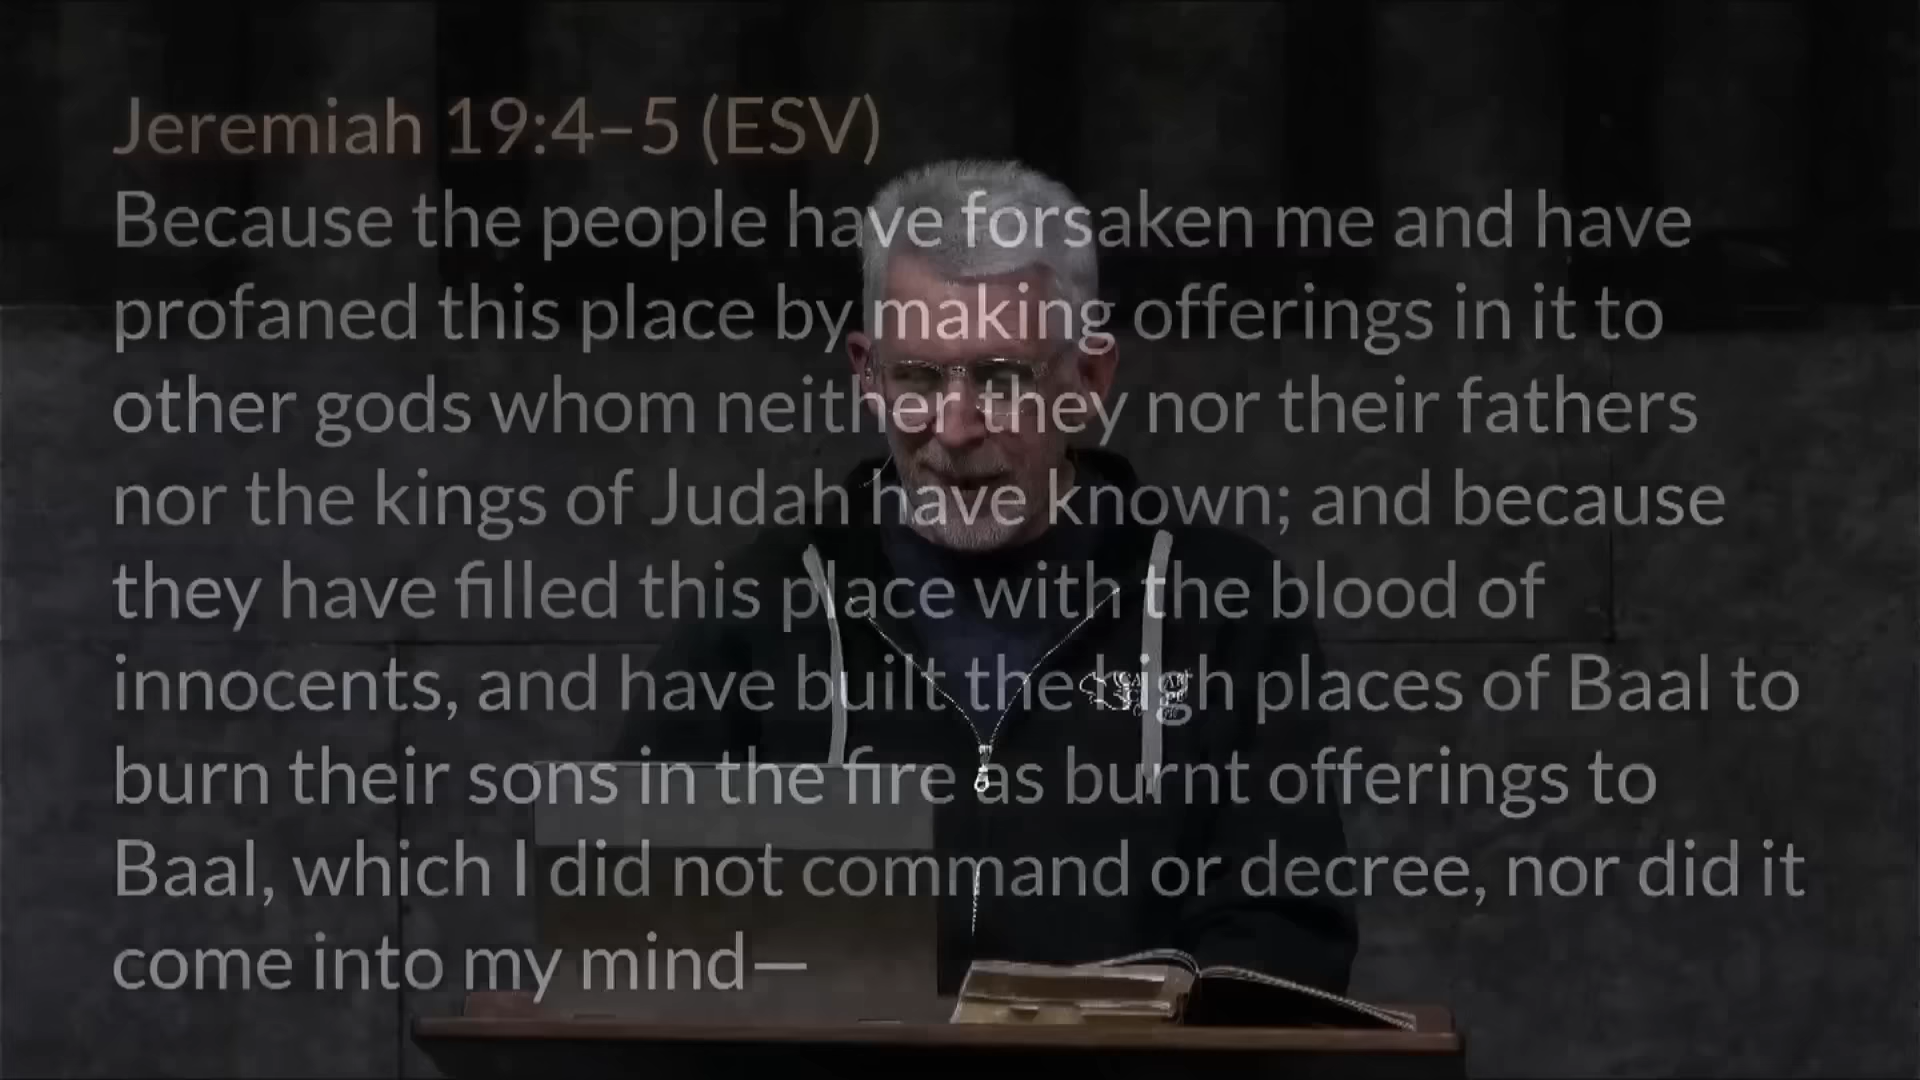 Jeremiah 19:4–5 (ESV)
Because the people have forsaken me and have
profaned this place by making offerings in it to
other gods whom neither they nor their fathers
nor the kings of Judah have known; and because
they have filled this place with the blood of
innocents, and have built the high places of Baal to
burn their sons in the fire as burnt offerings to
Baal, which I did not command or decree, nor did it
come into my mind—